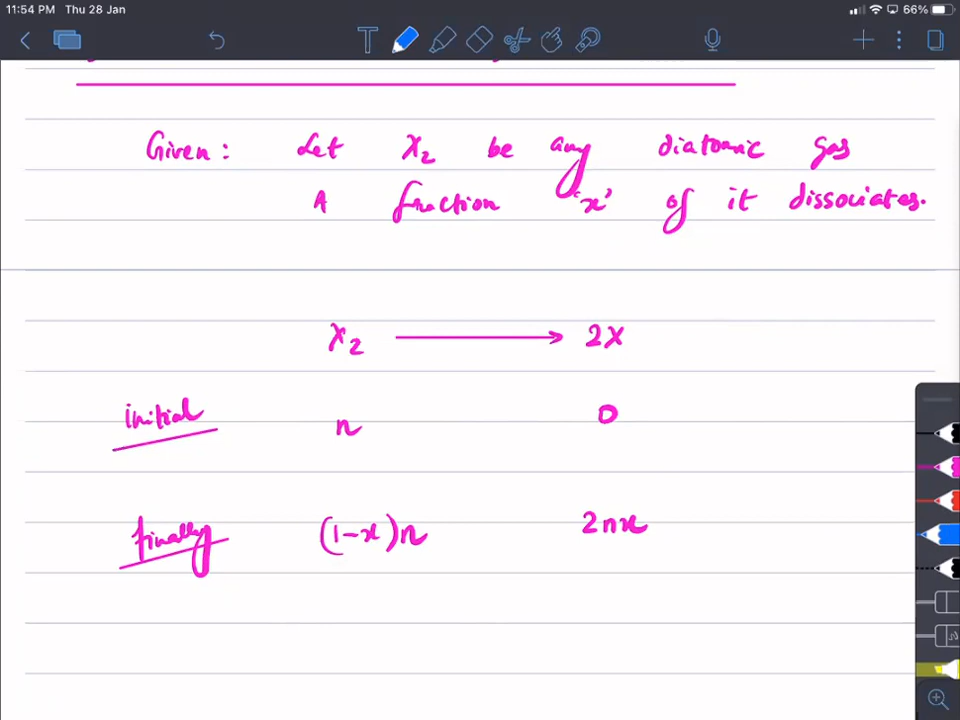 11:54 PM Thu 28 Jan 66%
T
Given: Let X2 be any diatomic gas
A fraction 'x' of it dissociates.
X2 ⟶ 2X
initial n 0
finally (1-x)n 2nx